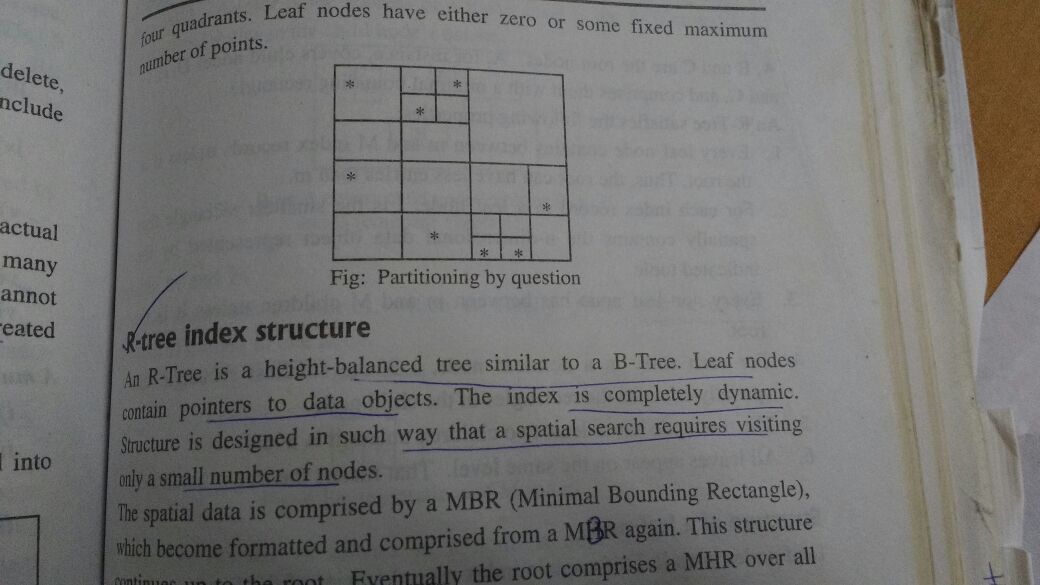 four quadrants. Leaf nodes have either zero or some fixed maximum
number of points.
delete,
nclude
actual
many
annot
reated
into
* *
*
*
*
*
* *
Fig: Partitioning by question
R-tree index structure
An R-Tree is a height-balanced tree similar to a B-Tree. Leaf nodes
contain pointers to data objects. The index is completely dynamic.
Structure is designed in such way that a spatial search requires visiting
only a small number of nodes.
The spatial data is comprised by a MBR (Minimal Bounding Rectangle),
which become formatted and comprised from a MBR again. This structure
continues up to the root. Eventually the root comprises a MHR over all